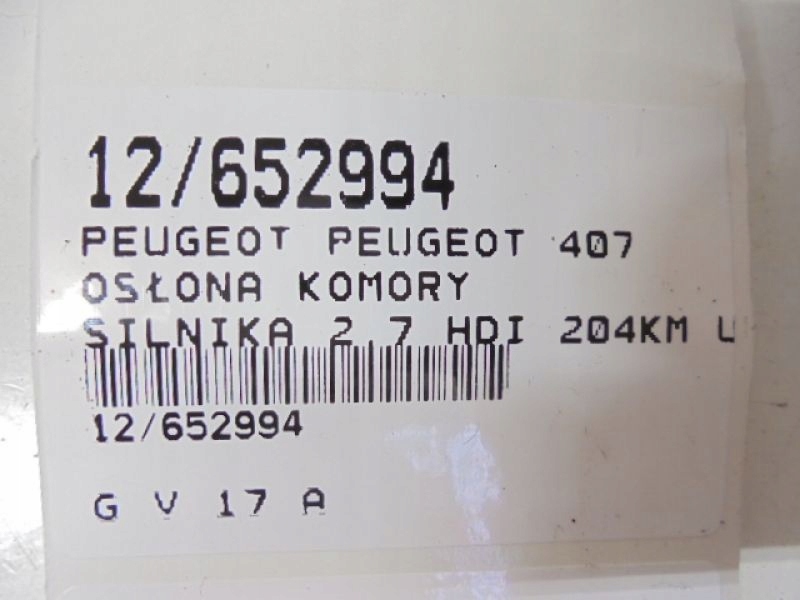 12/652994
PEUGEOT PEUGEOT 407
OSŁONA KOMORY
SILNIKA 2.7 HDI 204KM
12/652994
G V 17 A